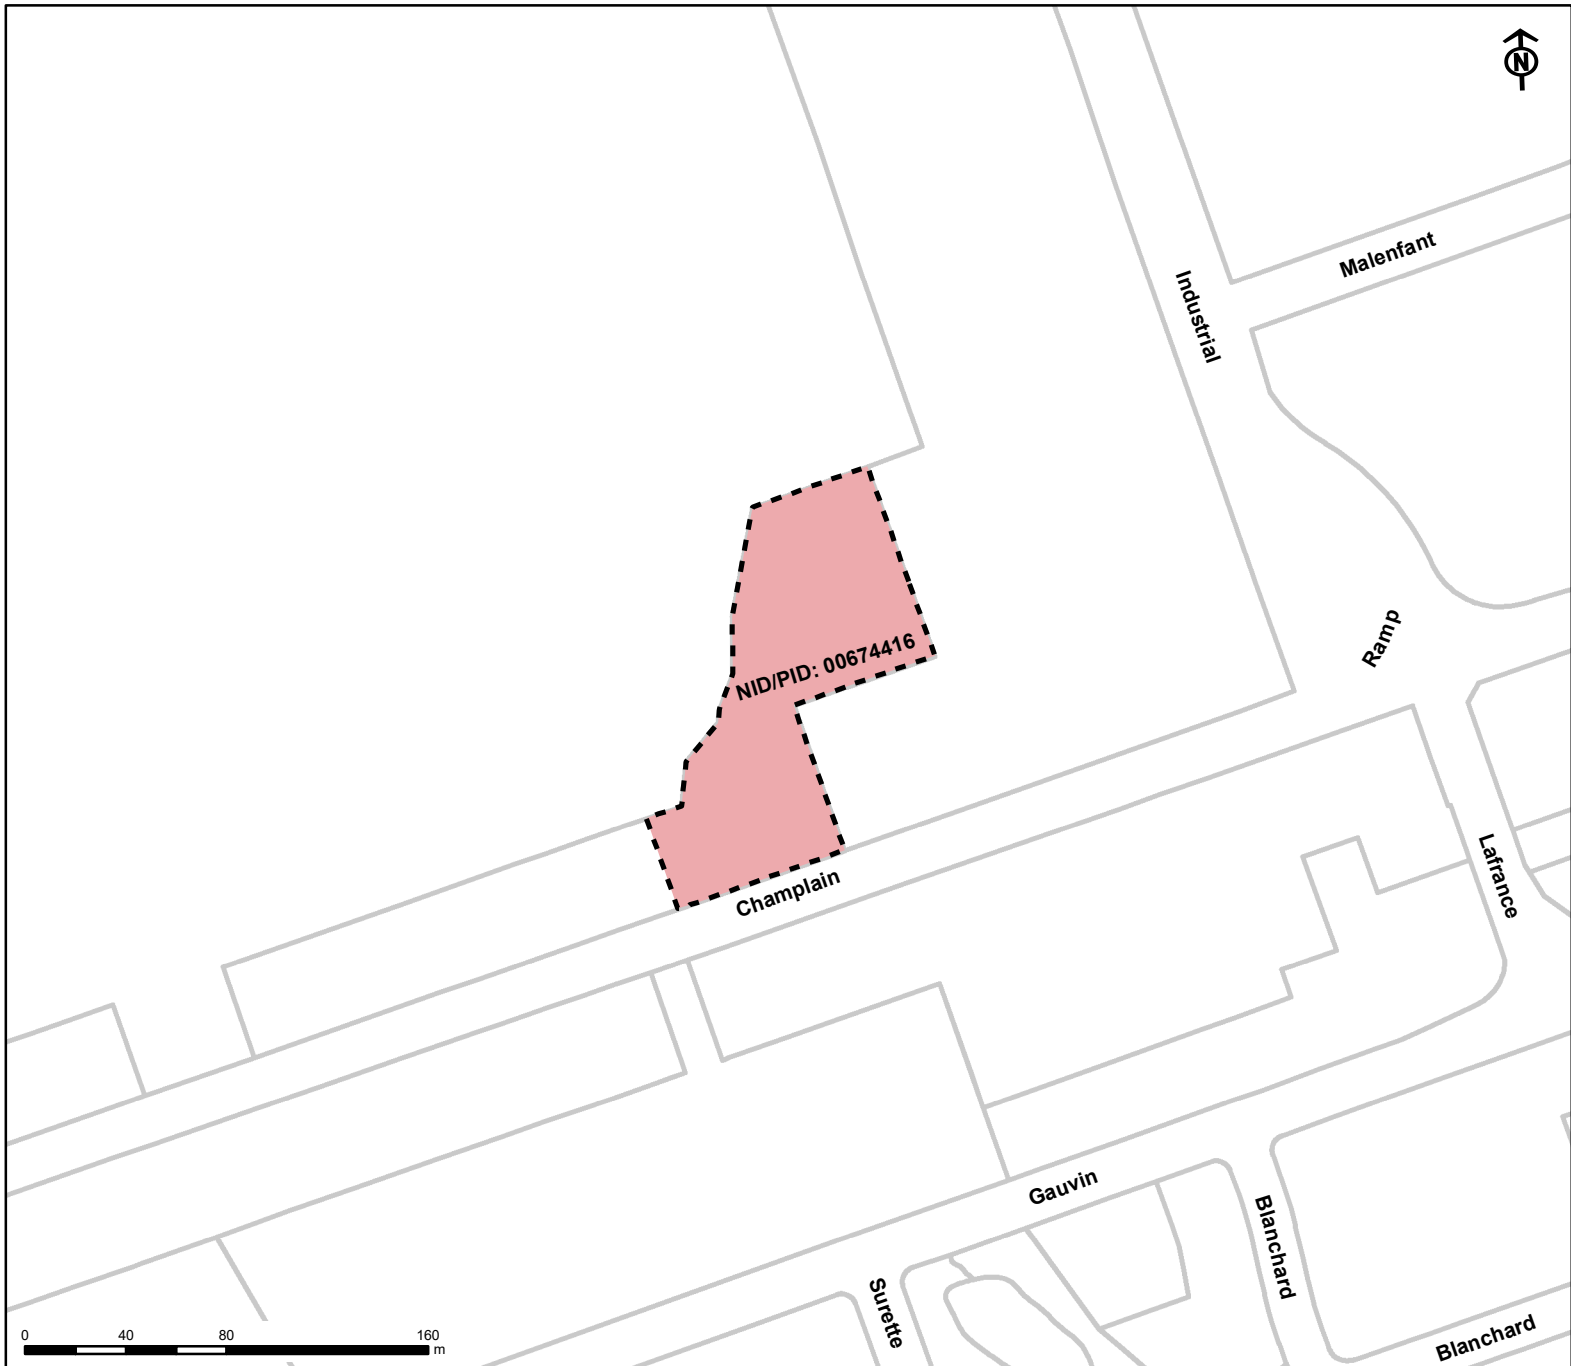 N
Malenfant
Industrial
Ramp
NID/PID: 00674416
Champlain
Lafrance
Gauvin
Blanchard
Surette
Blanchard
0 40 80 160
m